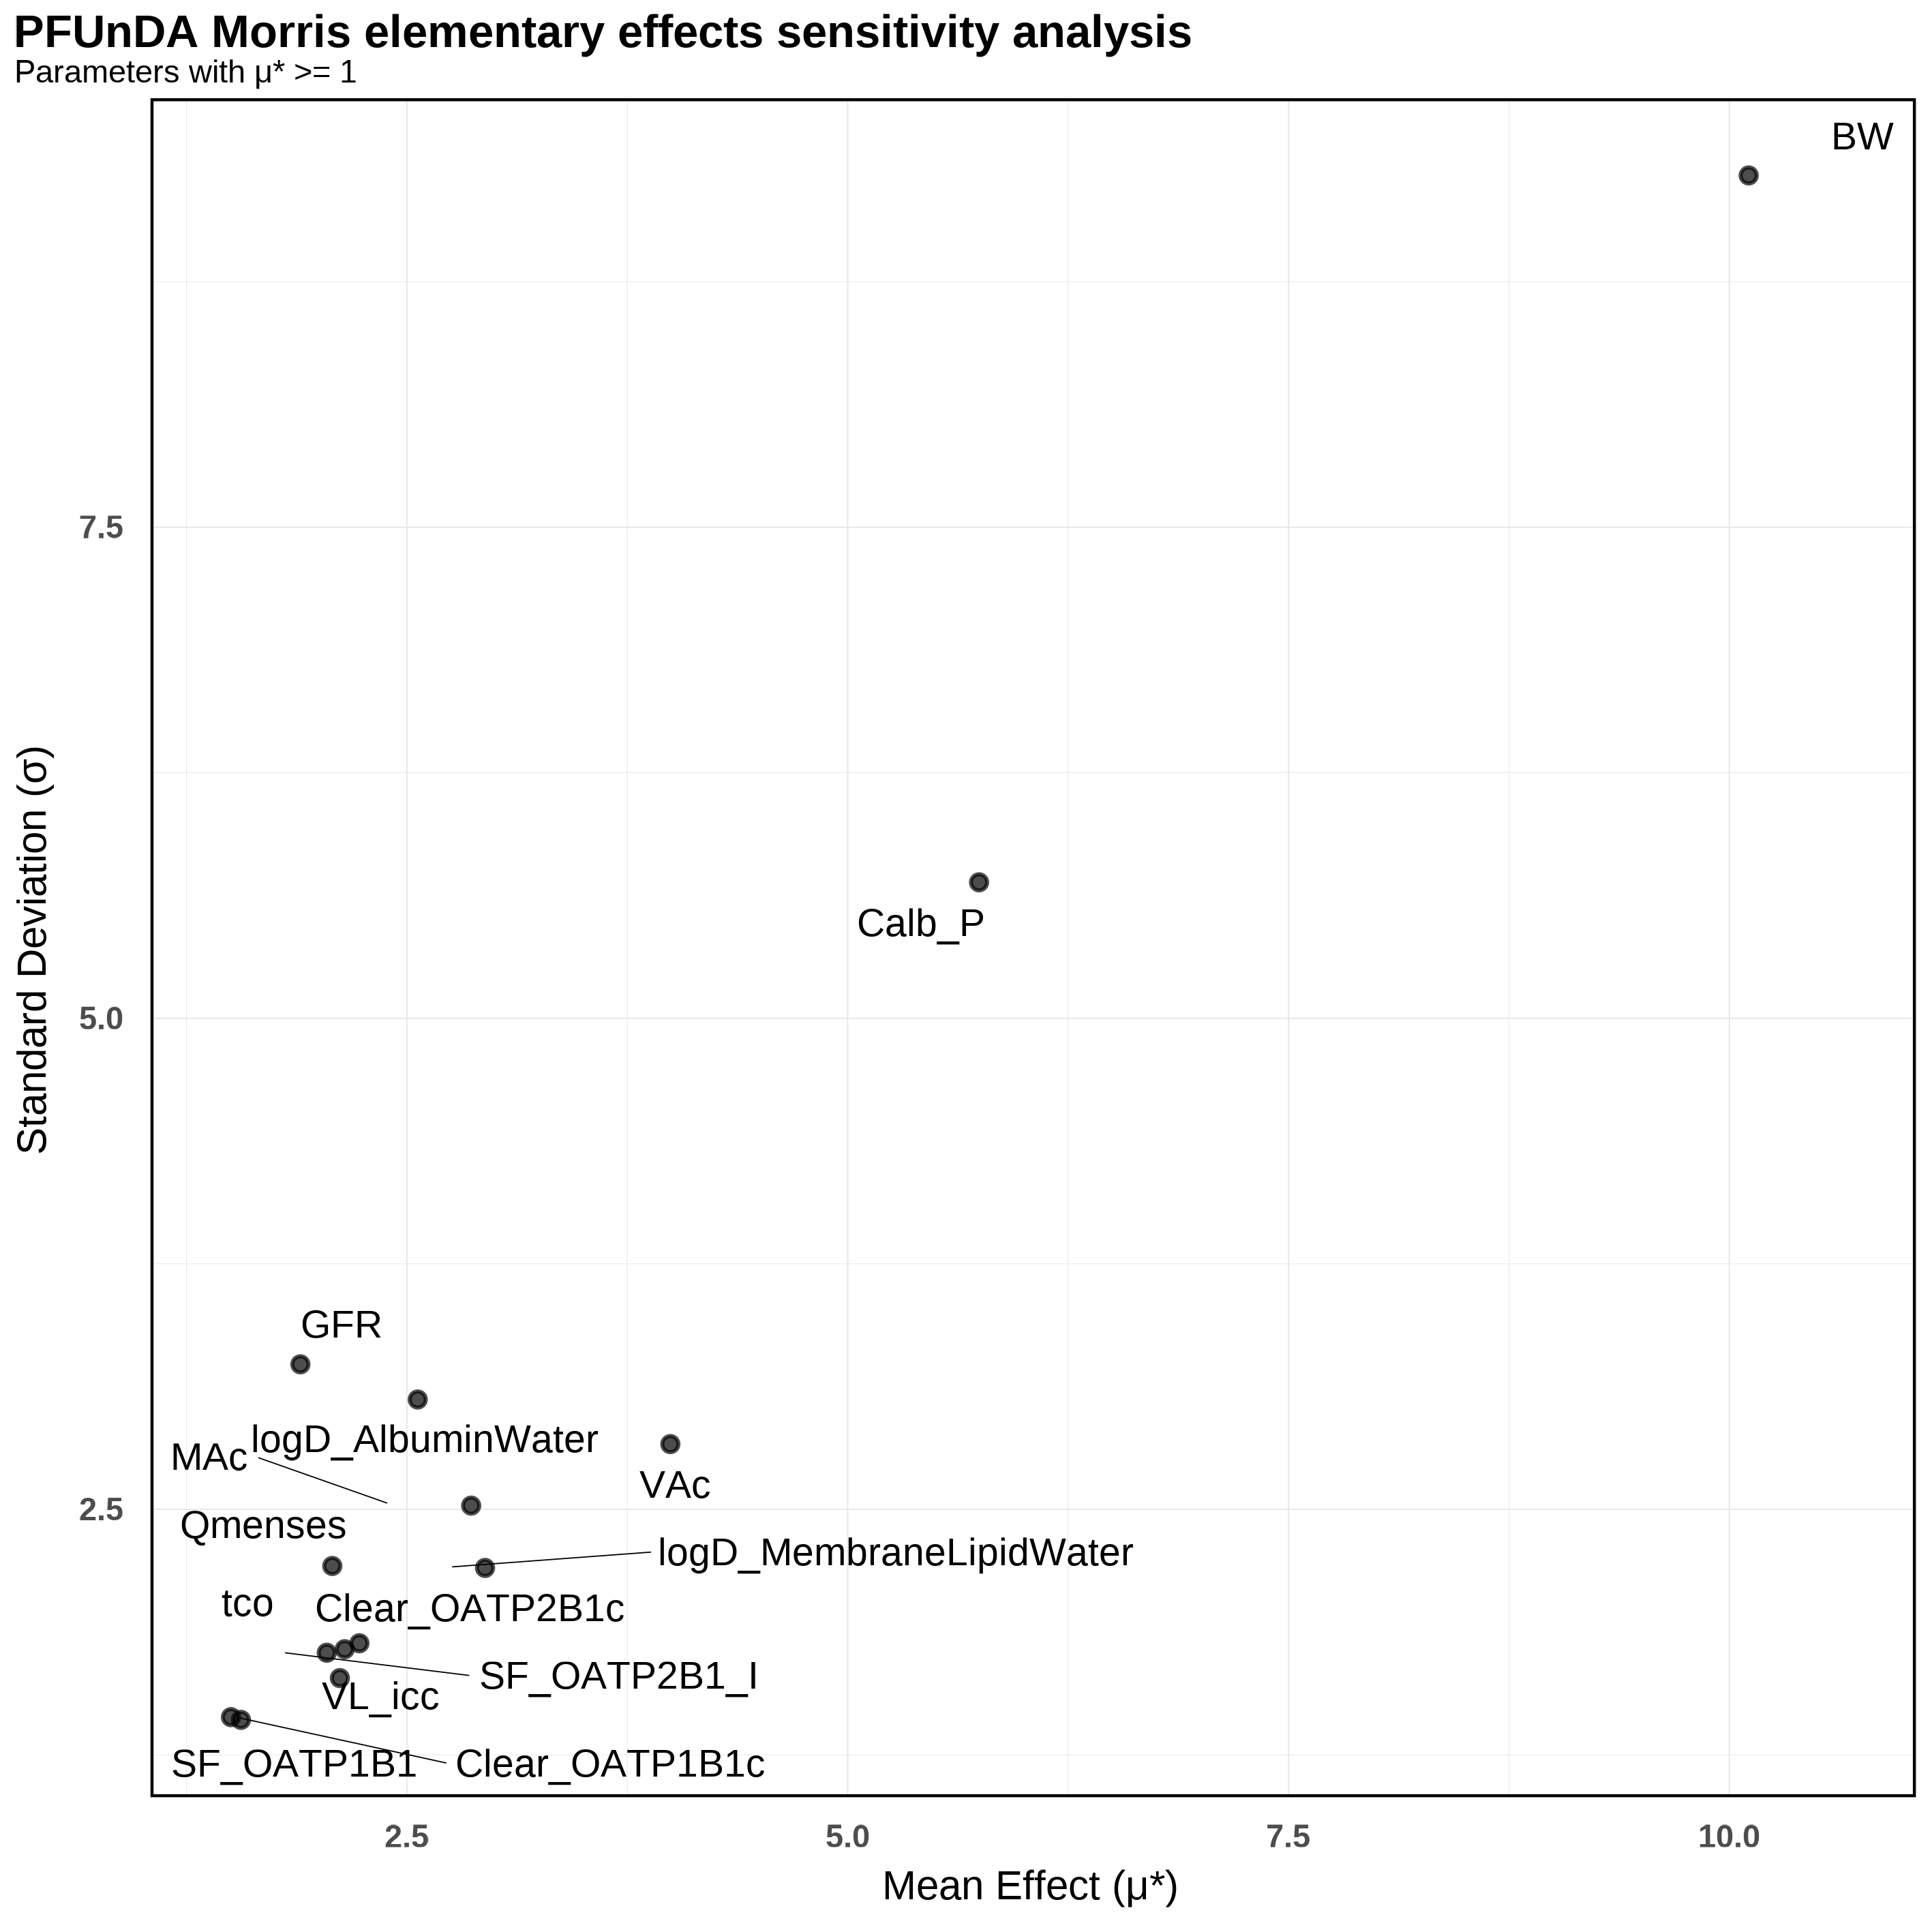 PFUnDA Morris elementary effects sensitivity analysis
Parameters with μ* >= 1
BW
7.5
Calb_P
5.0
Standard Deviation (σ)
GFR
logD_AlbuminWater
MAc
VAc
2.5
Qmenses
logD_MembraneLipidWater
tco
Clear_OATP2B1c
SF_OATP2B1_I
VL_icc
SF_OATP1B1
Clear_OATP1B1c
2.5
5.0
7.5
10.0
Mean Effect (μ*)